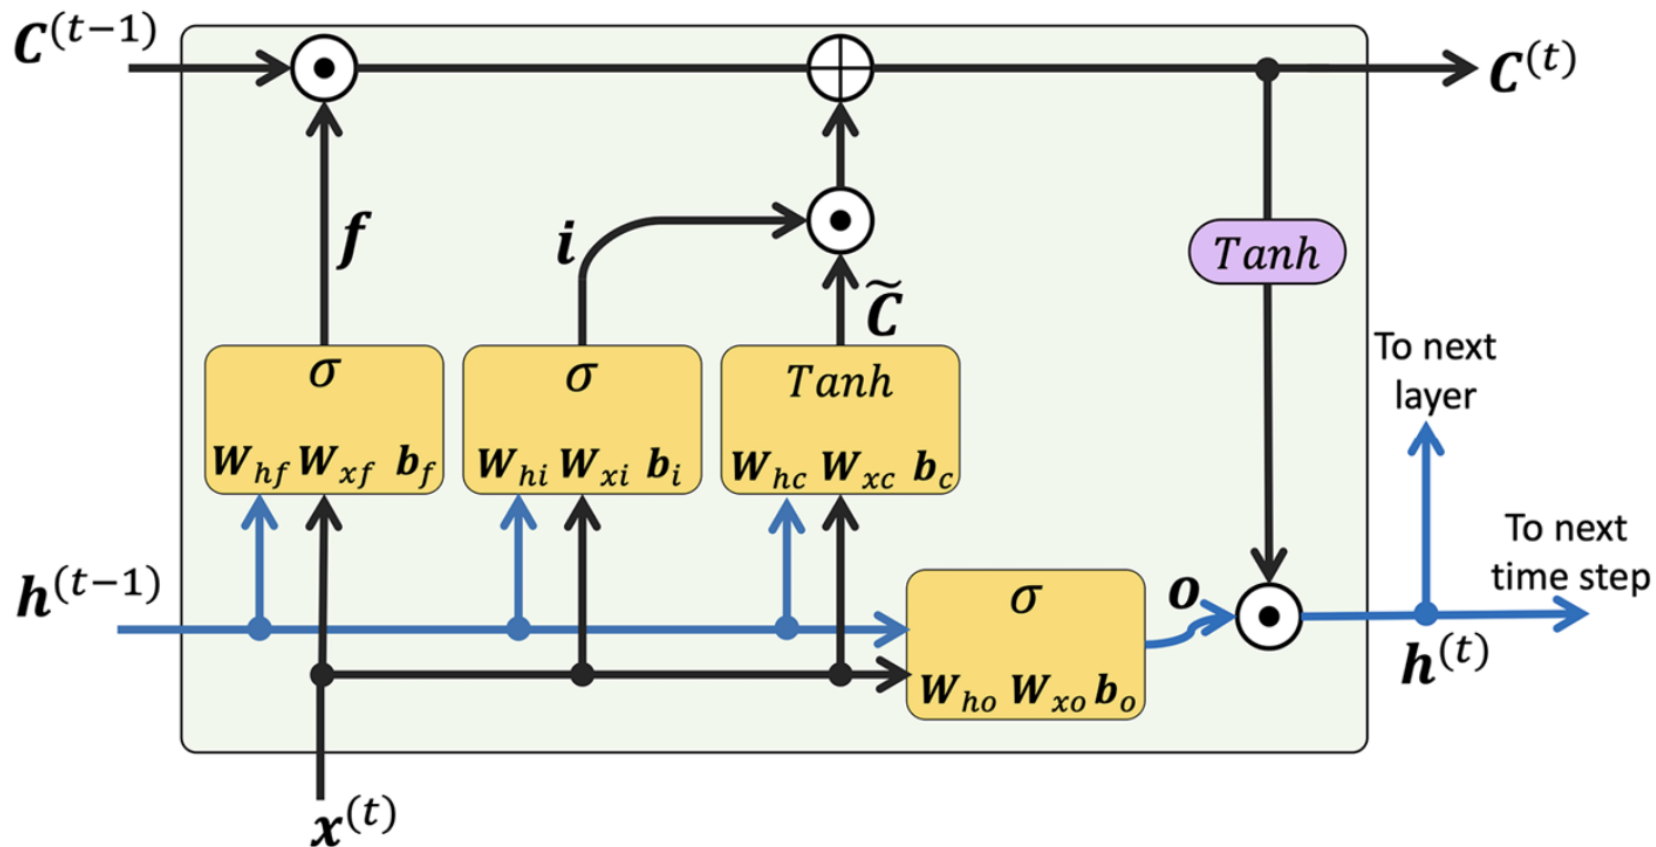 C^(t−1)
C^(t)
f
i
C̃
Tanh
σ
W_hf W_xf b_f
σ
W_hi W_xi b_i
Tanh
W_hc W_xc b_c
To next
layer
To next
time step
h^(t−1)
σ
W_ho W_xo b_o
o
h^(t)
x^(t)